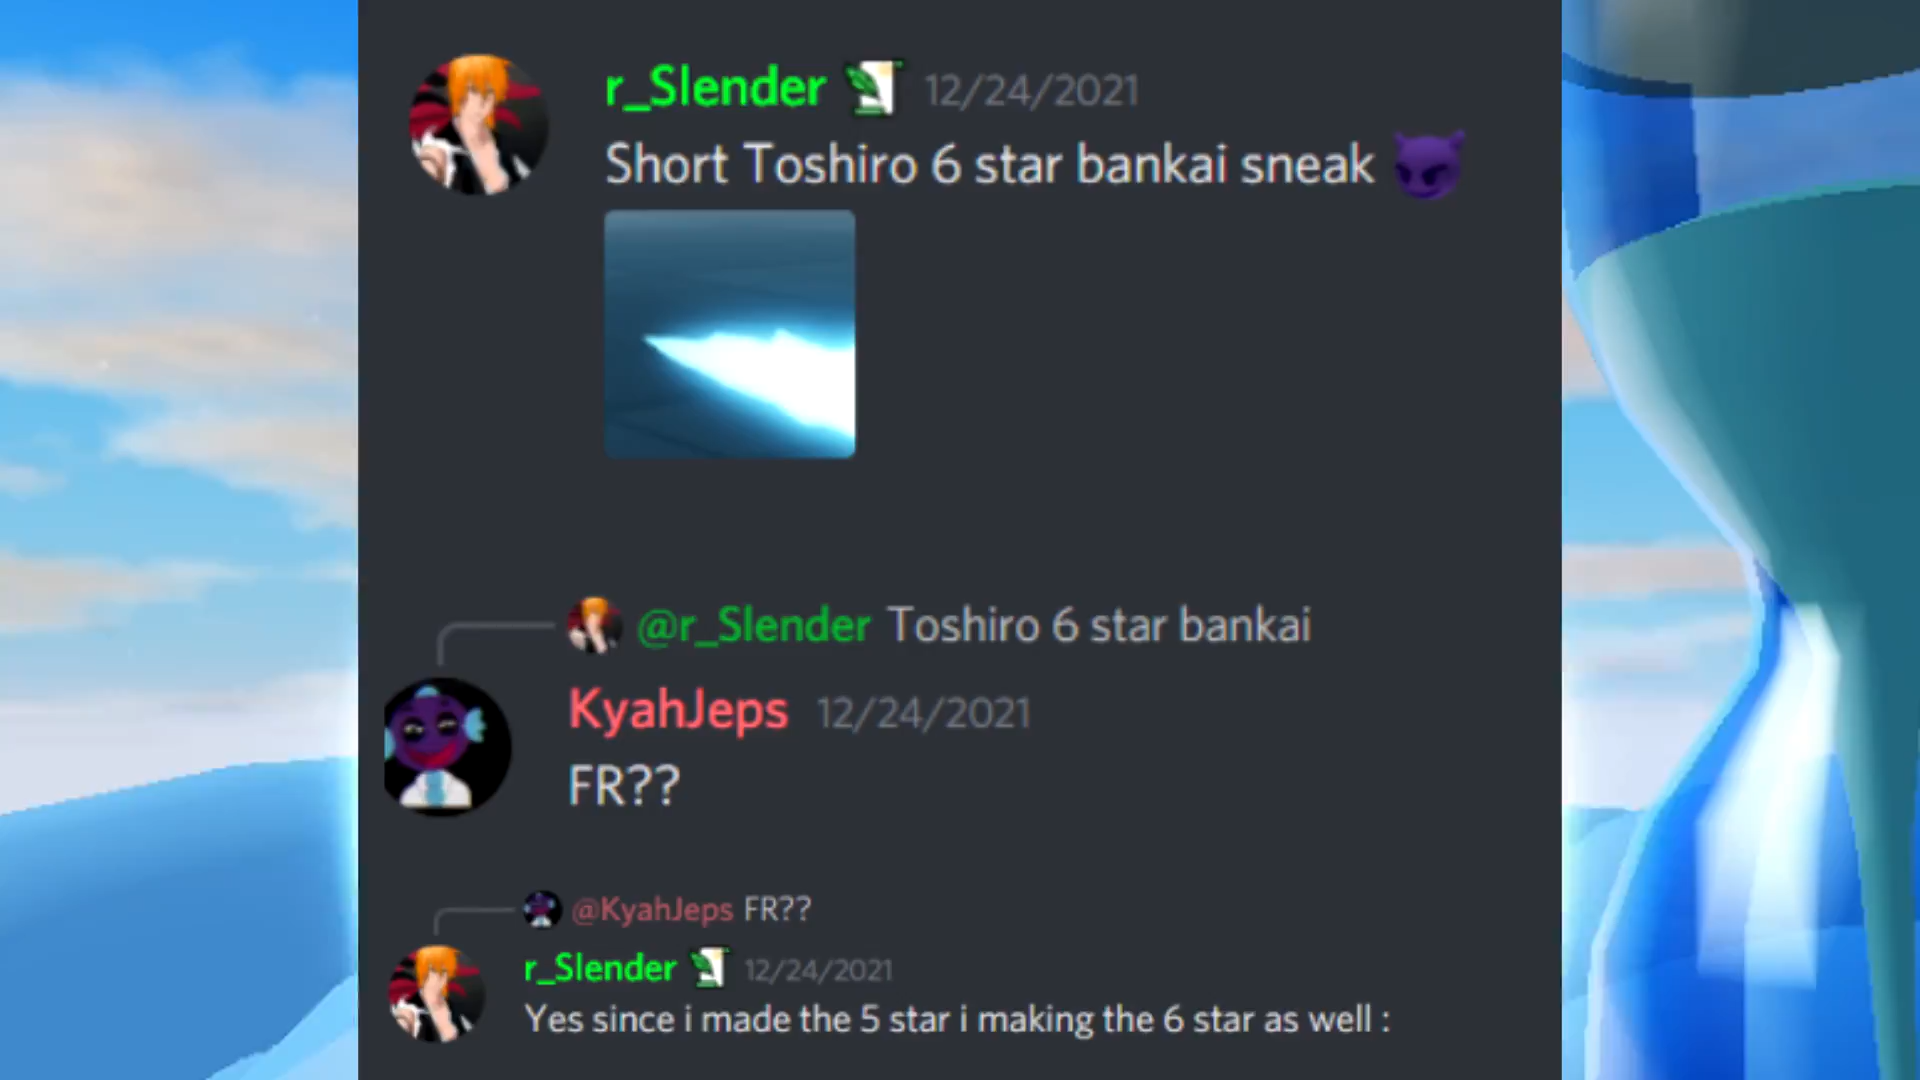 r_Slender 12/24/2021
Short Toshiro 6 star bankai sneak 😈
@r_Slender Toshiro 6 star bankai
KyahJeps 12/24/2021
FR??
@KyahJeps FR??
r_Slender 12/24/2021
Yes since i made the 5 star i making the 6 star as well :